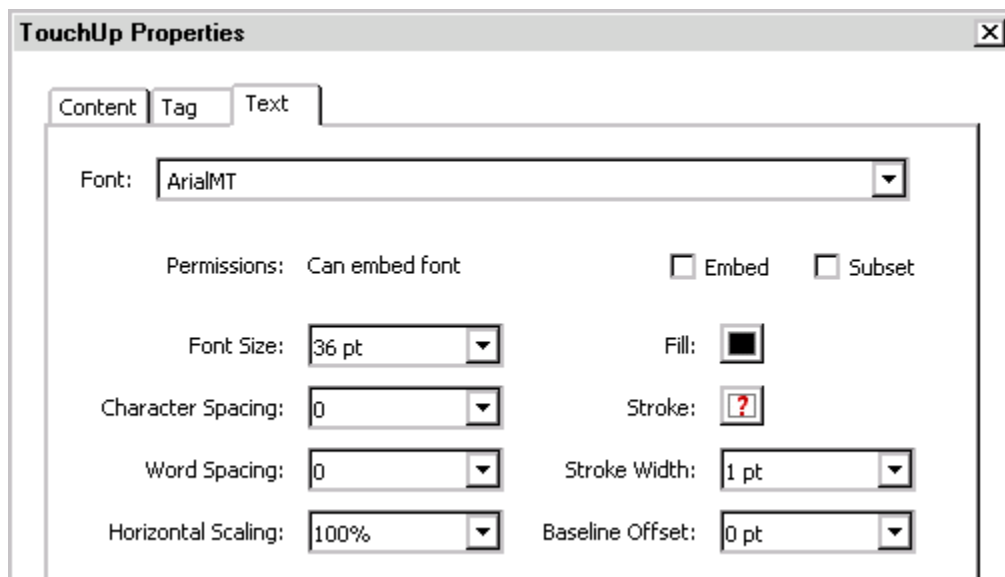 TouchUp Properties
Content Tag Text
Font: ArialMT
Permissions: Can embed font Embed Subset
Font Size: 36 pt Fill:
Character Spacing: 0 Stroke: ?
Word Spacing: 0 Stroke Width: 1 pt
Horizontal Scaling: 100% Baseline Offset: 0 pt